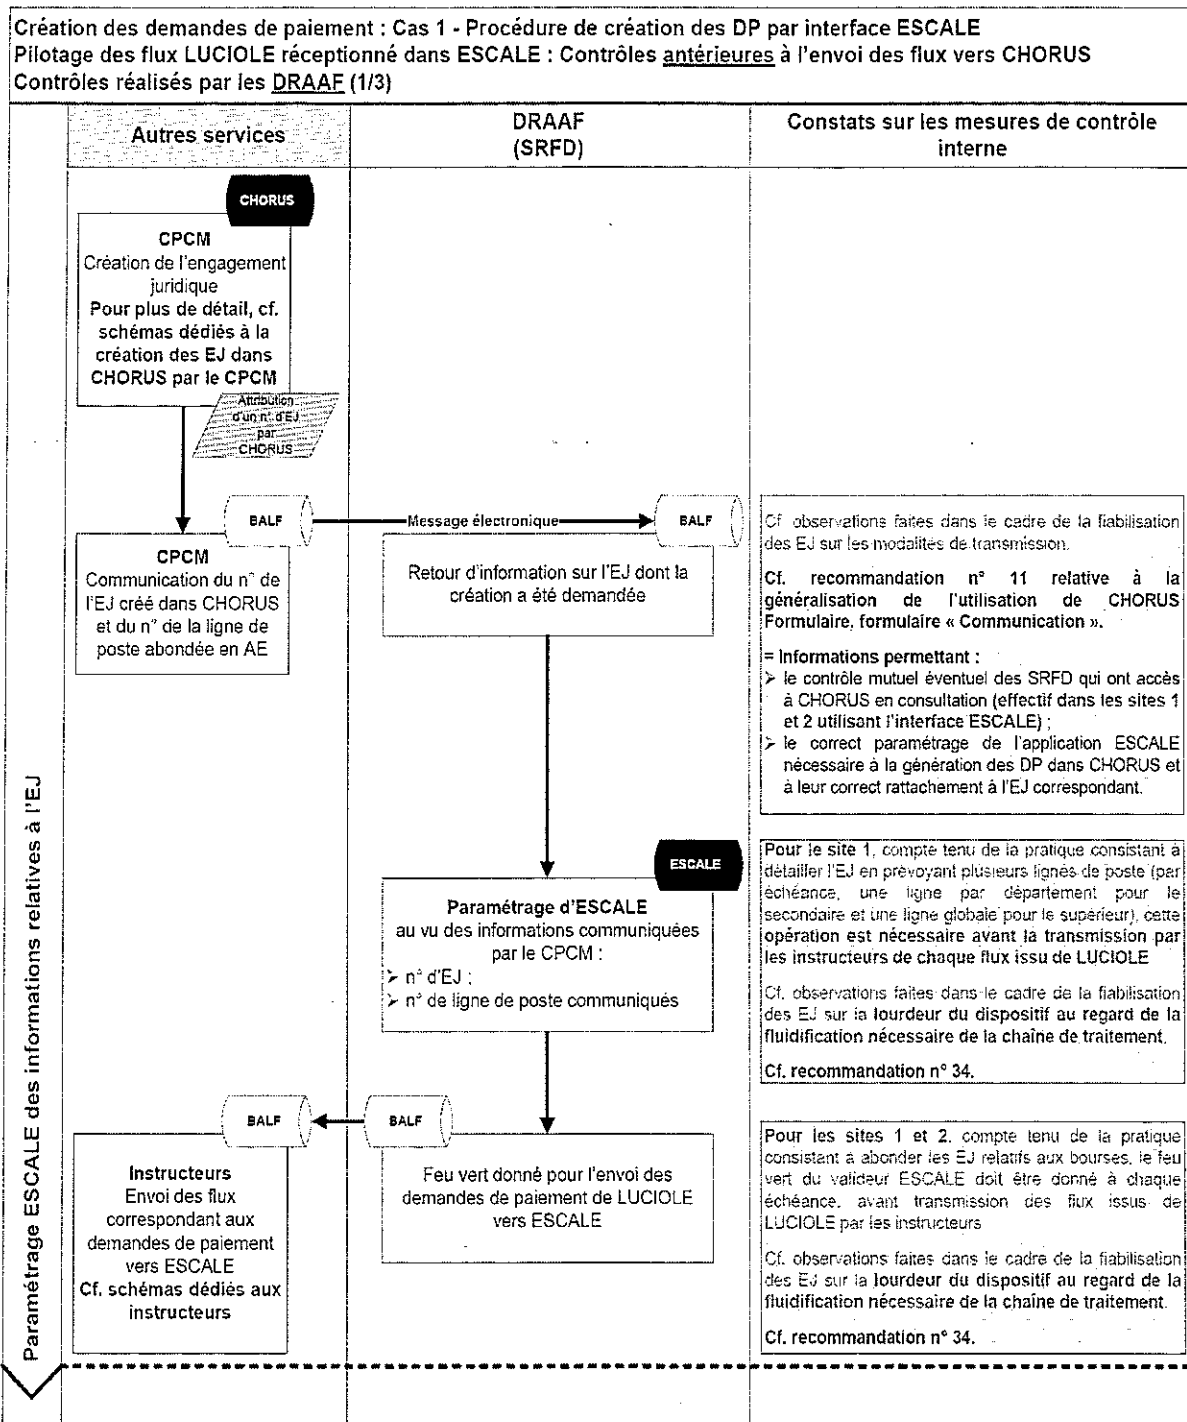 Création des demandes de paiement : Cas 1 - Procédure de création des DP par interface ESCALE
Pilotage des flux LUCIOLE réceptionné dans ESCALE : Contrôles antérieures à l'envoi des flux vers CHORUS
Contrôles réalisés par les DRAAF (1/3)
Autres services
DRAAF
(SRFD)
Constats sur les mesures de contrôle
interne
Paramétrage ESCALE des informations relatives à l'EJ
CHORUS
CPCM
Création de l'engagement
juridique
Pour plus de détail, cf.
schémas dédiés à la
création des EJ dans
CHORUS par le CPCM
Attribution
d'un n° d'EJ
par
CHORUS
BALF
Message électronique
BALF
CPCM
Communication du n° de
l'EJ créé dans CHORUS
et du n° de la ligne de
poste abondée en AE
Retour d'information sur l'EJ dont la
création a été demandée
Cf. observations faites dans le cadre de la fiabilisation
des EJ sur les modalités de transmission.
Cf. recommandation n° 11 relative à la
généralisation de l'utilisation de CHORUS
Formulaire, formulaire « Communication ».
= Informations permettant :
➢ le contrôle mutuel éventuel des SRFD qui ont accès
à CHORUS en consultation (effectif dans les sites 1
et 2 utilisant l'interface ESCALE) ;
➢ le correct paramétrage de l'application ESCALE
nécessaire à la génération des DP dans CHORUS et
à leur correct rattachement à l'EJ correspondant.
ESCALE
Paramétrage d'ESCALE
au vu des informations communiquées
par le CPCM :
➢ n° d'EJ ;
➢ n° de ligne de poste communiqués
Pour le site 1, compte tenu de la pratique consistant à
détailler l'EJ en prévoyant plusieurs lignes de poste (par
échéance, une ligne par département pour le
secondaire et une ligne globale pour le supérieur), cette
opération est nécessaire avant la transmission par
les instructeurs de chaque flux issu de LUCIOLE
Cf. observations faites dans le cadre de la fiabilisation
des EJ sur la lourdeur du dispositif au regard de la
fluidification nécessaire de la chaîne de traitement.
Cf. recommandation n° 34.
BALF
BALF
Instructeurs
Envoi des flux
correspondant aux
demandes de paiement
vers ESCALE
Cf. schémas dédiés aux
instructeurs
Feu vert donné pour l'envoi des
demandes de paiement de LUCIOLE
vers ESCALE
Pour les sites 1 et 2, compte tenu de la pratique
consistant à abonder les EJ relatifs aux bourses, le feu
vert du valideur ESCALE doit être donné à chaque
échéance, avant transmission des flux issus de
LUCIOLE par les instructeurs
Cf. observations faites dans le cadre de la fiabilisation
des EJ sur la lourdeur du dispositif au regard de la
fluidification nécessaire de la chaîne de traitement.
Cf. recommandation n° 34.